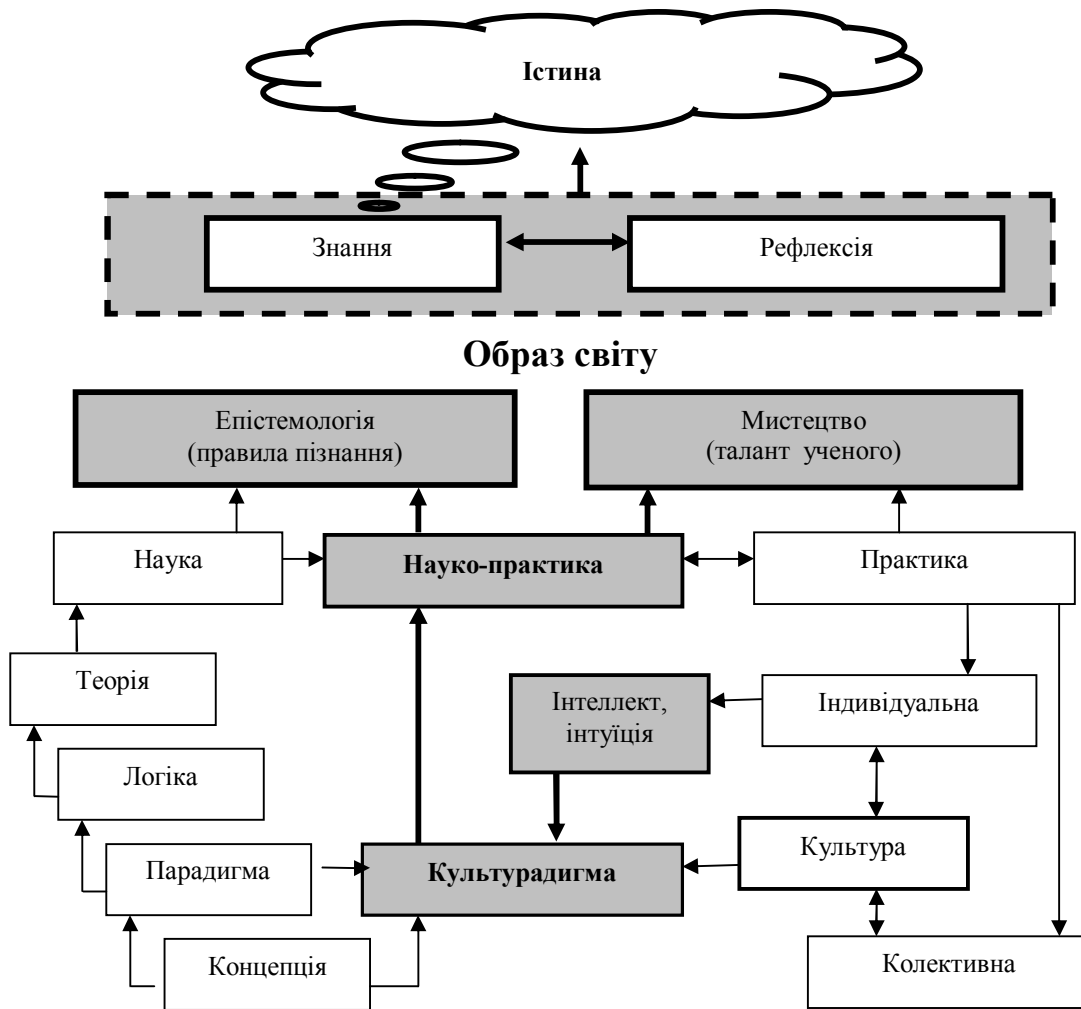 Істина
Знання
Рефлексія
Образ світу
Епістемологія
(правила пізнання)
Мистецтво
(талант ученого)
Наука
Науко-практика
Практика
Теорія
Інтеллект,
інтуїція
Індивідуальна
Логіка
Парадигма
Культурадигма
Культура
Концепція
Колективна